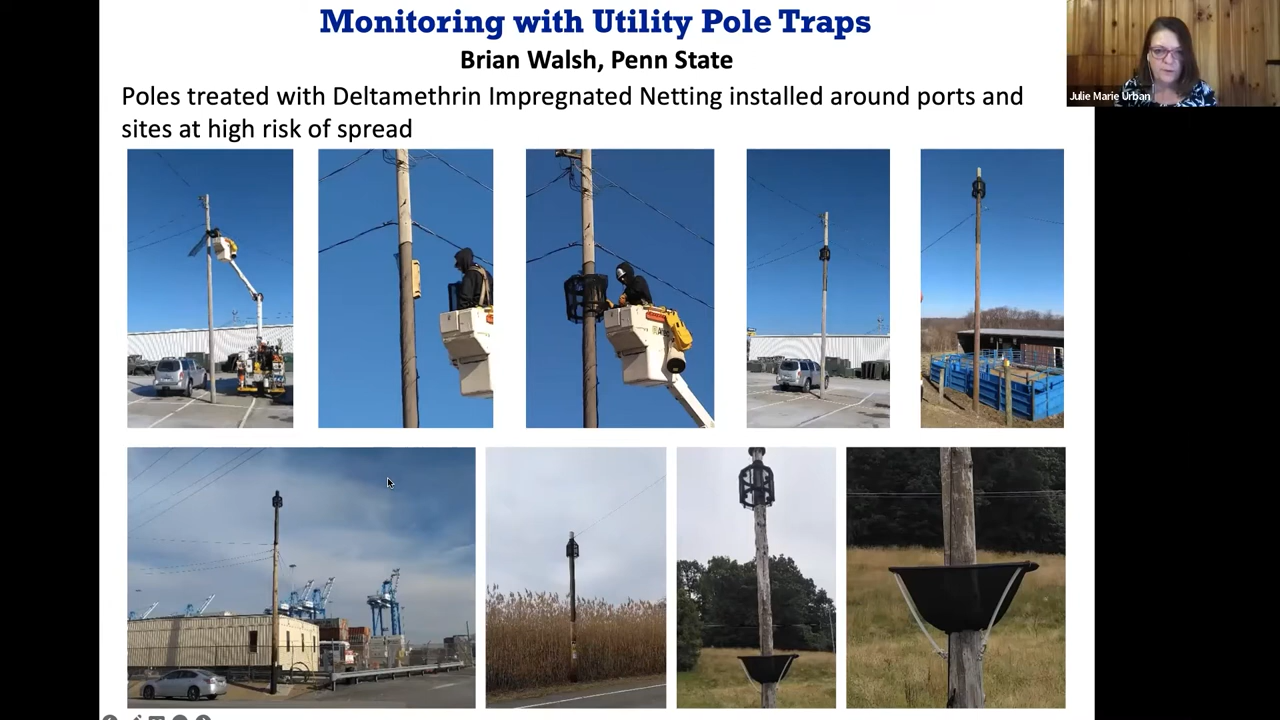 Monitoring with Utility Pole Traps
Brian Walsh, Penn State
Poles treated with Deltamethrin Impregnated Netting installed around ports and
sites at high risk of spread
Julie Marie Urban